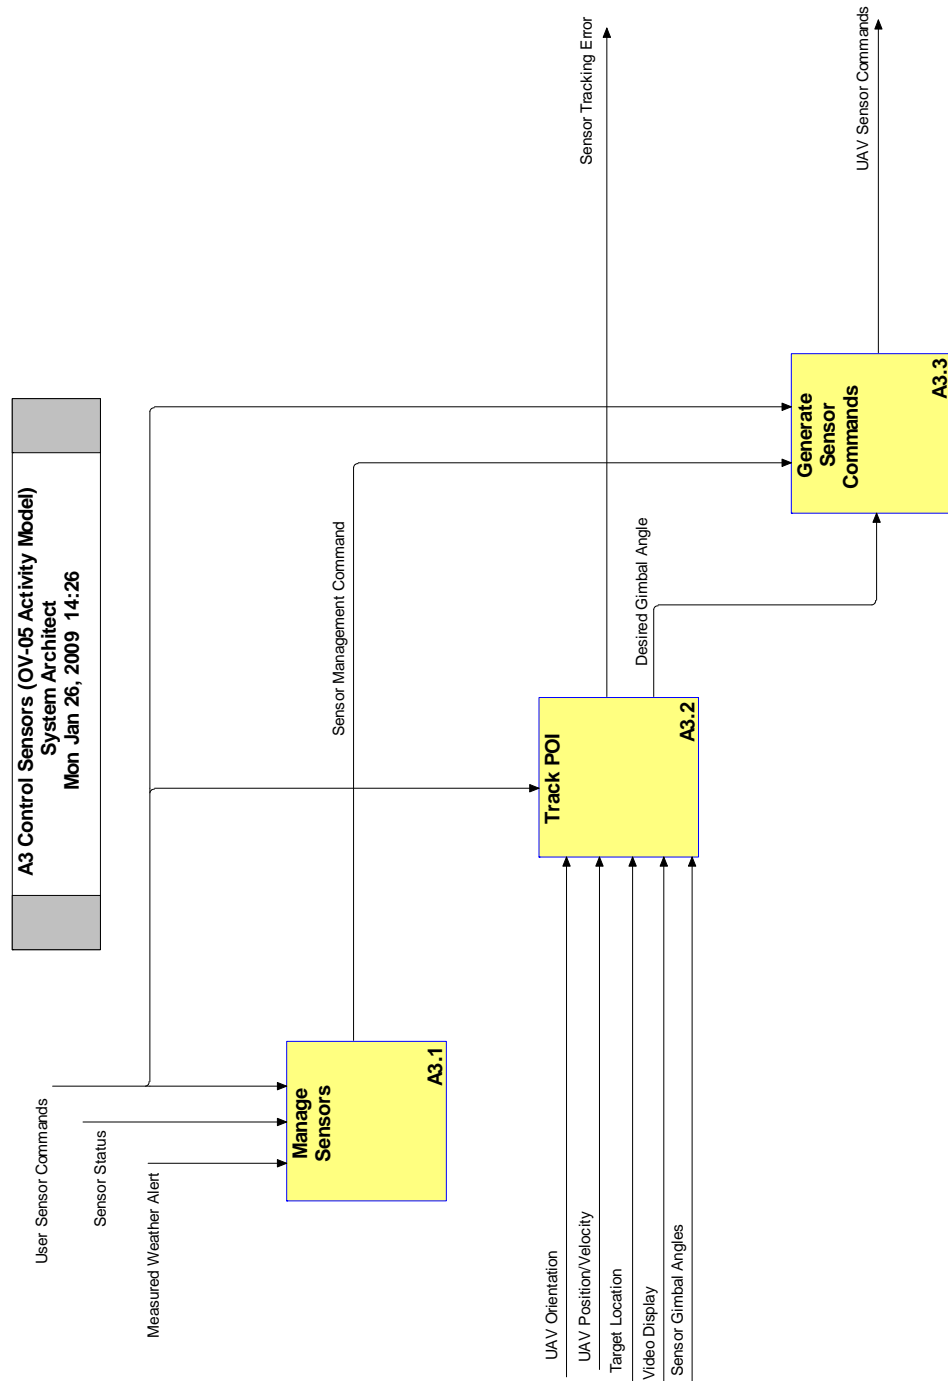 A3 Control Sensors (OV-05 Activity Model)
System Architect
Mon Jan 26, 2009 14:26
User Sensor Commands
Sensor Status
Measured Weather Alert
Manage
Sensors
A3.1
Sensor Management Command
UAV Orientation
UAV Position/Velocity
Target Location
Video Display
Sensor Gimbal Angles
Track POI
A3.2
Sensor Tracking Error
Desired Gimbal Angle
Generate
Sensor
Commands
A3.3
UAV Sensor Commands